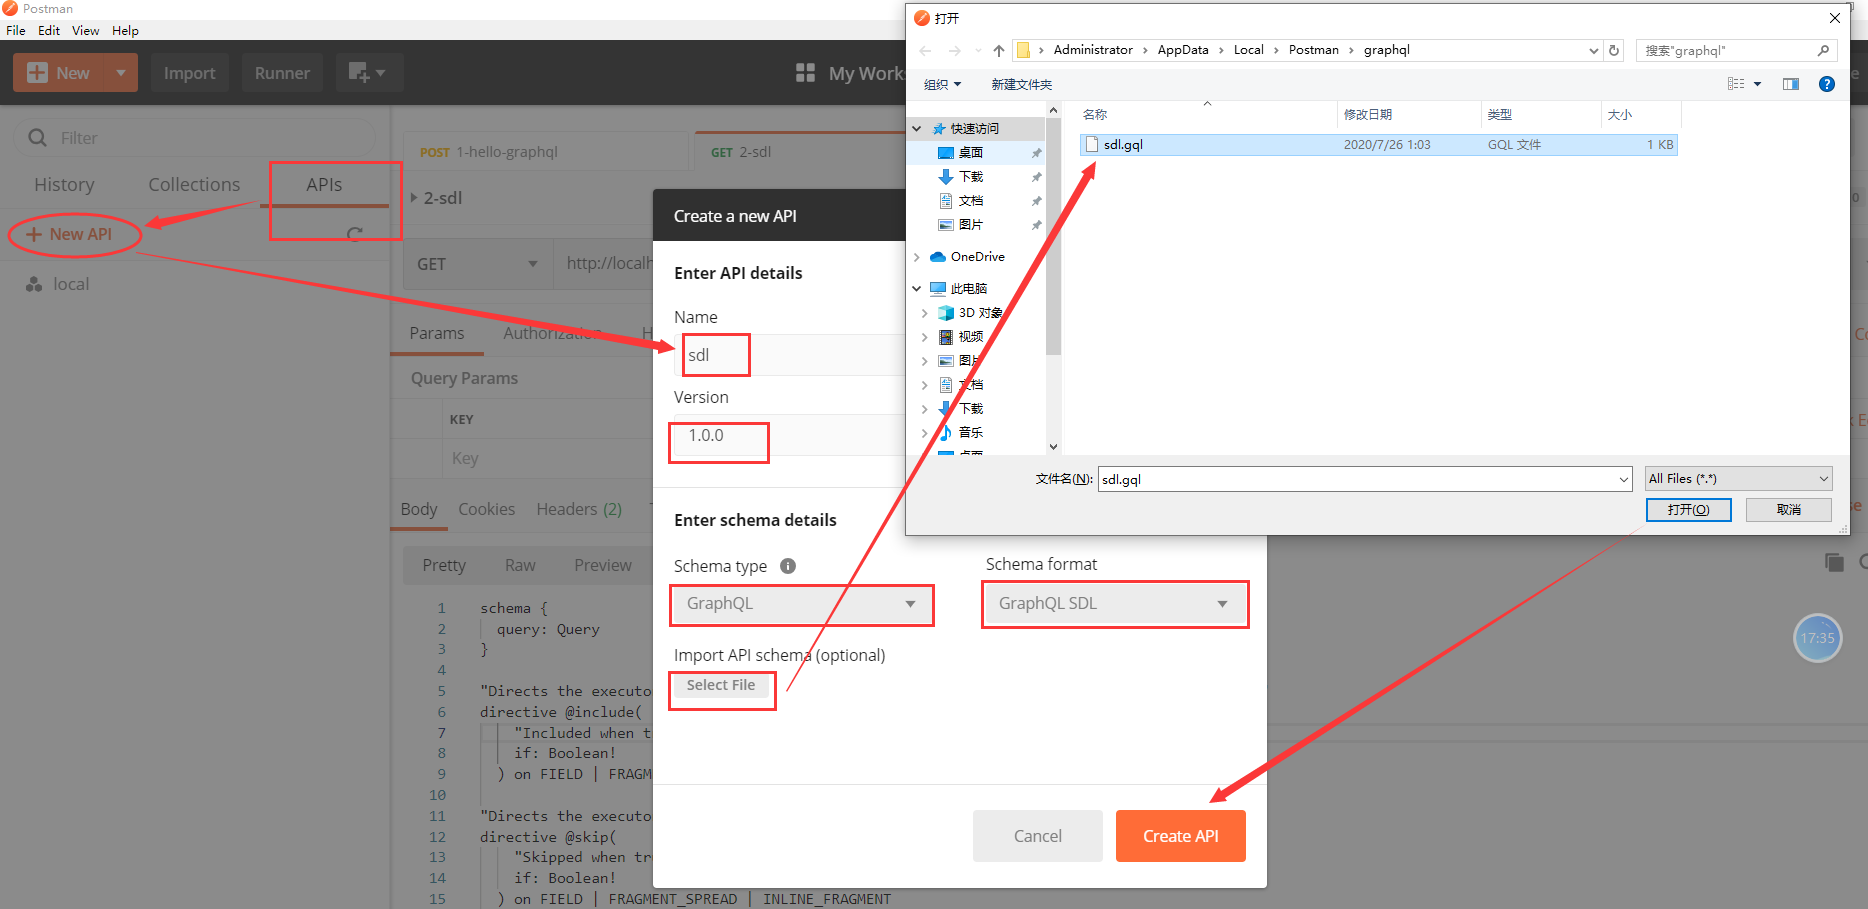 Postman
File Edit View Help
New
Import
Runner
My Work
Filter
History
Collections
APIs
+ New API
local
POST 1-hello-graphql
GET 2-sdl
2-sdl
GET
http://localh
Params
Authorization
H
Query Params
KEY
Key
Body
Cookies
Headers (2)
Pretty
Raw
Preview
1 schema {
2 query: Query
3 }
4
5 "Directs the executo
6 directive @include(
7 "Included when t
8 if: Boolean!
9 ) on FIELD | FRAGM
10
11 "Directs the executo
12 directive @skip(
13 "Skipped when tr
14 if: Boolean!
15 ) on FIELD | FRAGMENT_SPREAD | INLINE_FRAGMENT
Create a new API
Enter API details
Name
sdl
Version
1.0.0
Enter schema details
Schema type
Schema format
GraphQL
GraphQL SDL
Import API schema (optional)
Select File
Cancel
Create API
打开
Administrator
AppData
Local
Postman
graphql
搜索"graphql"
组织
新建文件夹
名称
修改日期
类型
大小
sdl.gql
2020/7/26 1:03
GQL 文件
1 KB
快速访问
桌面
下载
文档
图片
OneDrive
此电脑
3D 对象
视频
图片
文档
下载
音乐
桌面
文件名(N):
sdl.gql
All Files (*.*)
打开(O)
取消
17:35